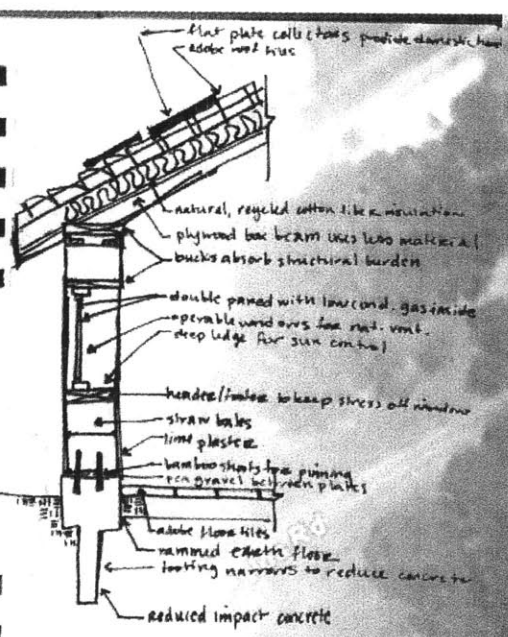 flat plate collectors provide domestic
adobe roof tiles
natural, recycled cotton fiber insulation
plywood box beam uses less material
bucks absorb structural burden
double paned with low cond. gas inside
operable windows for nat. vent.
deep ledge for sun control
header/footer to keep stress off window
straw bales
lime plaster
bamboo shoots for pinning
pea gravel between plates
adobe floor tiles
rammed earth floor
Rd
footing narrows to reduce concrete
reduced impact concrete